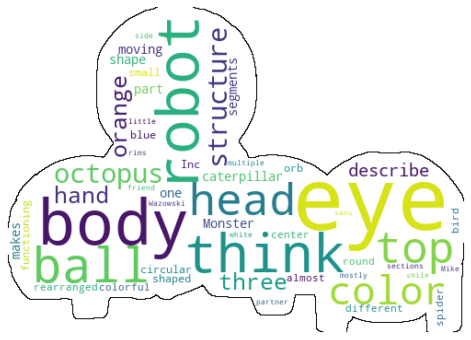 side
moving
shape
small
part
little
blue
rims
orange
robot
structure
segments
Inc
multiple
octopus
caterpillar
orb
describe
friend
hand
one
Wazowski
head
eye
makes
functioning
body
Monster
white
center
sans
top
bird
ball
think
round
almost
sections
Mike
circular
shaped
three
mostly
smile
color
rearranged
colorful
partner
different
spider